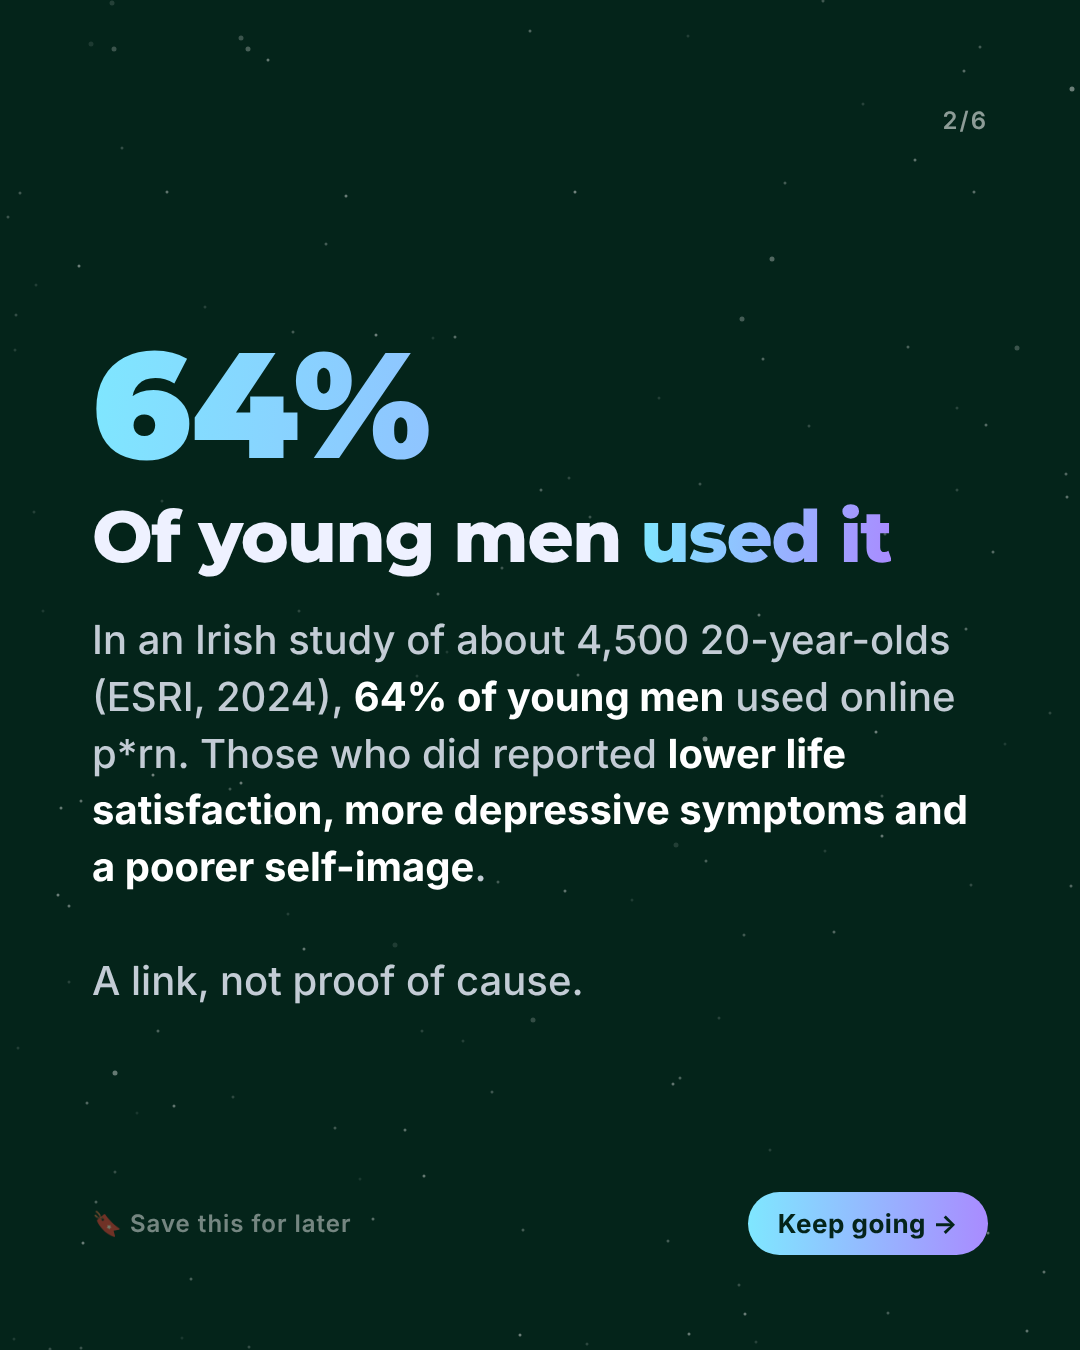 2/6
64%
Of young men used it
In an Irish study of about 4,500 20-year-olds
(ESRI, 2024), 64% of young men used online
p*rn. Those who did reported lower life
satisfaction, more depressive symptoms and
a poorer self-image.
A link, not proof of cause.
🔖 Save this for later
Keep going →